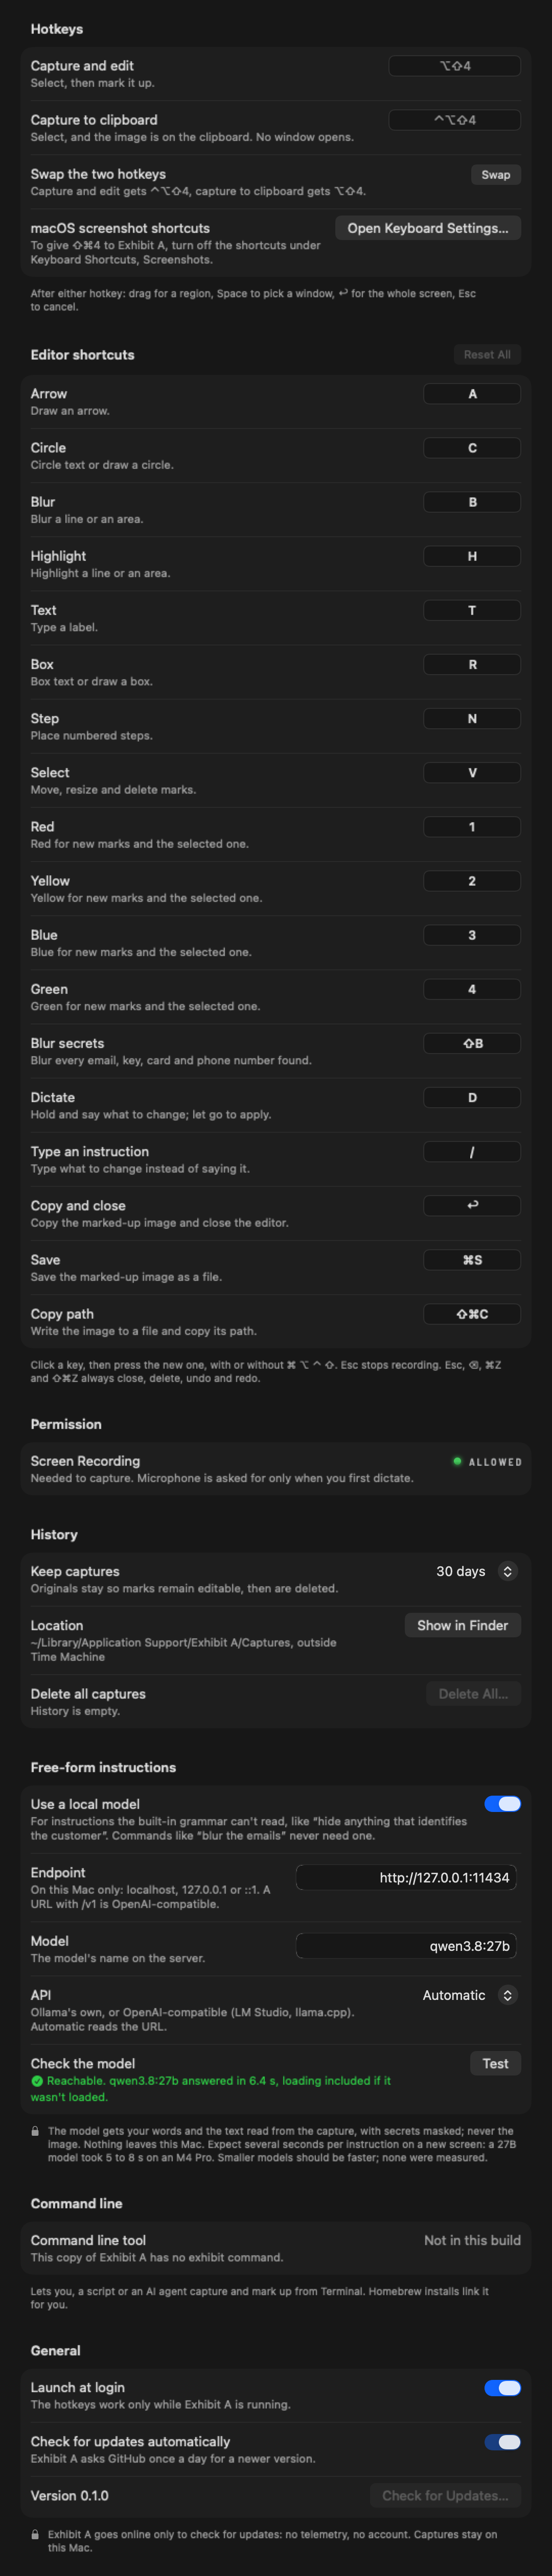 Hotkeys
Capture and edit
⌥⇧4
Select, then mark it up.
Capture to clipboard
^⌥⇧4
Select, and the image is on the clipboard. No window opens.
Swap the two hotkeys
Swap
Capture and edit gets ^⌥⇧4, capture to clipboard gets ⌥⇧4.
macOS screenshot shortcuts
Open Keyboard Settings...
To give ⇧⌘4 to Exhibit A, turn off the shortcuts under
Keyboard Shortcuts, Screenshots.
After either hotkey: drag for a region, Space to pick a window, ↩ for the whole screen, Esc
to cancel.
Editor shortcuts
Reset All
Arrow
A
Draw an arrow.
Circle
C
Circle text or draw a circle.
Blur
B
Blur a line or an area.
Highlight
H
Highlight a line or an area.
Text
T
Type a label.
Box
R
Box text or draw a box.
Step
N
Place numbered steps.
Select
V
Move, resize and delete marks.
Red
1
Red for new marks and the selected one.
Yellow
2
Yellow for new marks and the selected one.
Blue
3
Blue for new marks and the selected one.
Green
4
Green for new marks and the selected one.
Blur secrets
⇧B
Blur every email, key, card and phone number found.
Dictate
D
Hold and say what to change; let go to apply.
Type an instruction
/
Type what to change instead of saying it.
Copy and close
↩
Copy the marked-up image and close the editor.
Save
⌘S
Save the marked-up image as a file.
Copy path
⇧⌘C
Write the image to a file and copy its path.
Click a key, then press the new one, with or without ⌘ ⌥ ^ ⇧. Esc stops recording. Esc, ⌫, ⌘Z
and ⇧⌘Z always close, delete, undo and redo.
Permission
Screen Recording
ALLOWED
Needed to capture. Microphone is asked for only when you first dictate.
History
Keep captures
30 days
Originals stay so marks remain editable, then are deleted.
Location
Show in Finder
~/Library/Application Support/Exhibit A/Captures, outside
Time Machine
Delete all captures
Delete All...
History is empty.
Free-form instructions
Use a local model
For instructions the built-in grammar can't read, like “hide anything that identifies
the customer”. Commands like “blur the emails” never need one.
Endpoint
http://127.0.0.1:11434
On this Mac only: localhost, 127.0.0.1 or ::1. A
URL with /v1 is OpenAI-compatible.
Model
qwen3.8:27b
The model's name on the server.
API
Automatic
Ollama's own, or OpenAI-compatible (LM Studio, llama.cpp).
Automatic reads the URL.
Check the model
Test
Reachable. qwen3.8:27b answered in 6.4 s, loading included if it
wasn't loaded.
The model gets your words and the text read from the capture, with secrets masked; never the
image. Nothing leaves this Mac. Expect several seconds per instruction on a new screen: a 27B
model took 5 to 8 s on an M4 Pro. Smaller models should be faster; none were measured.
Command line
Command line tool
Not in this build
This copy of Exhibit A has no exhibit command.
Lets you, a script or an AI agent capture and mark up from Terminal. Homebrew installs link it
for you.
General
Launch at login
The hotkeys work only while Exhibit A is running.
Check for updates automatically
Exhibit A asks GitHub once a day for a newer version.
Version 0.1.0
Check for Updates...
Exhibit A goes online only to check for updates: no telemetry, no account. Captures stay on
this Mac.